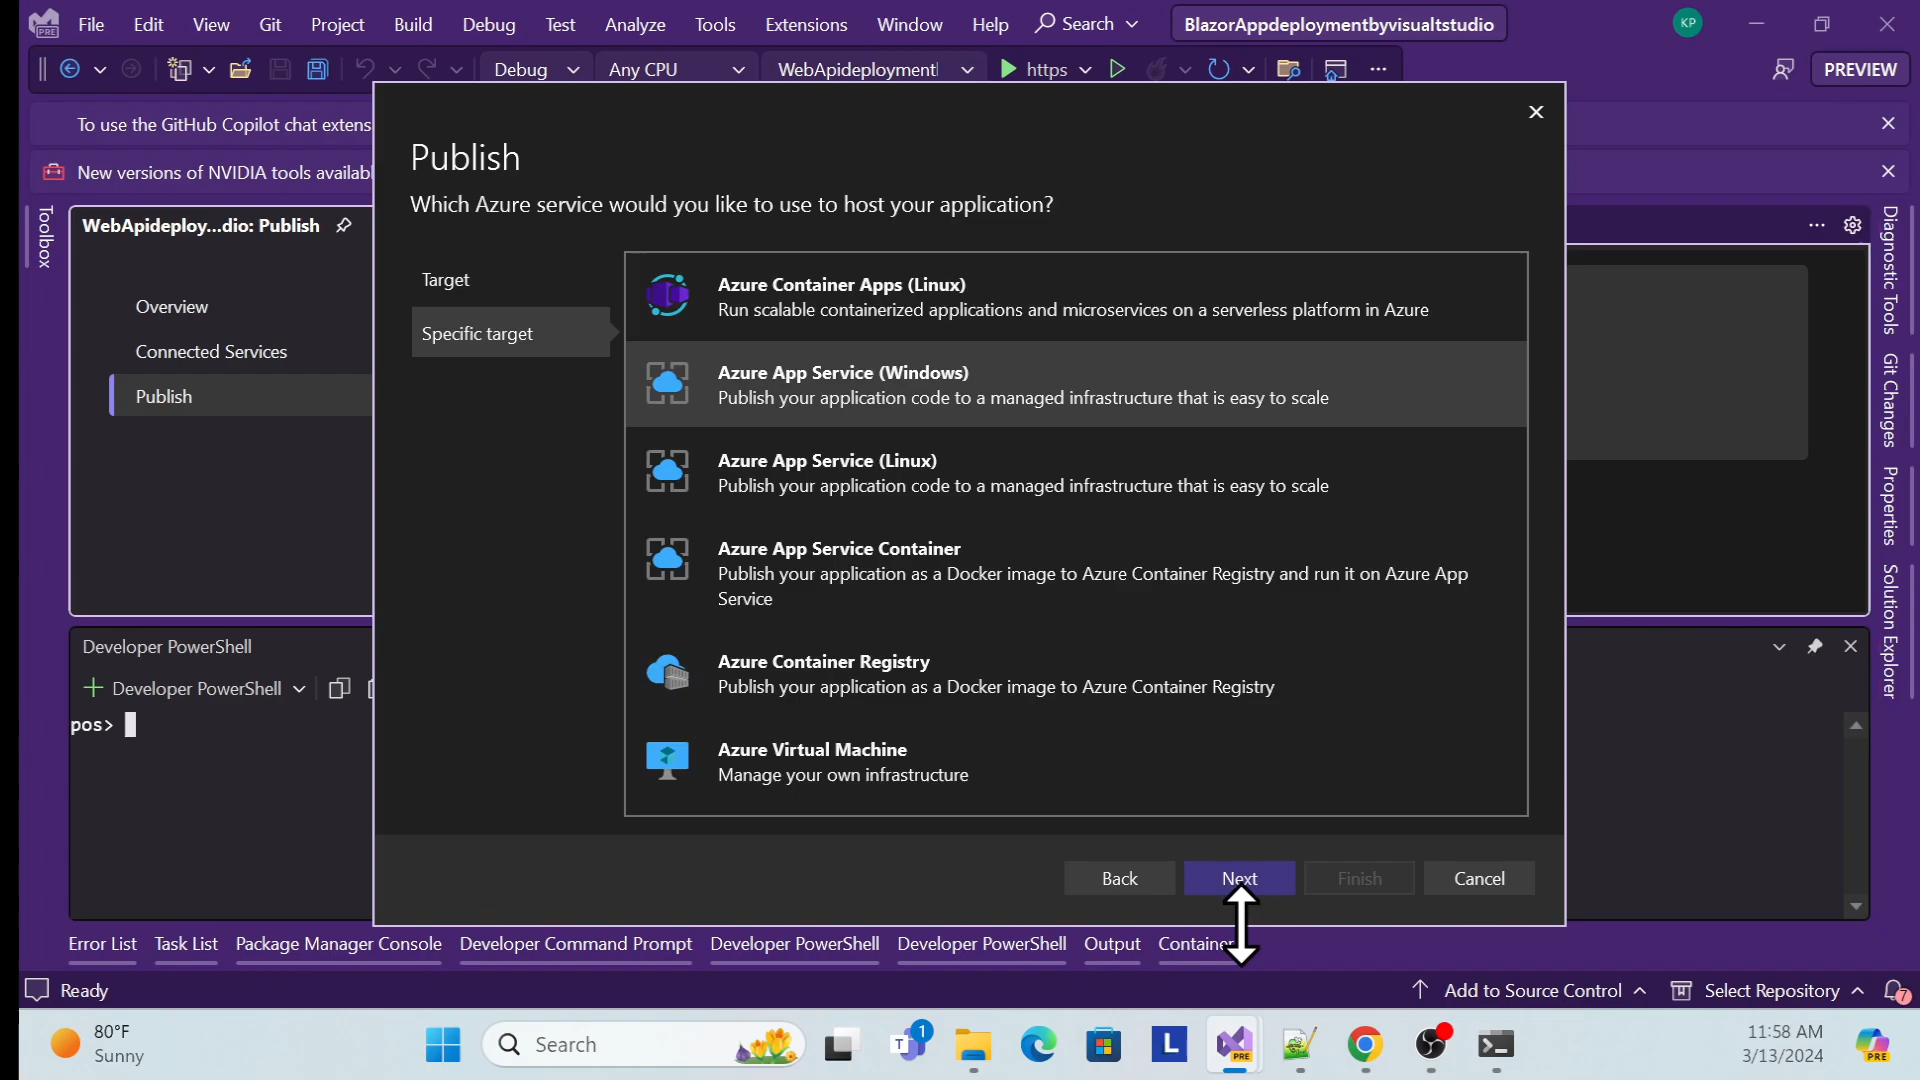 File Edit View Git Project Build Debug Test Analyze Tools Extensions Window Help Search BlazorAppdeploymentbyvisualtstudio KP
PRE
Debug Any CPU WebApideploymentl https PREVIEW
To use the GitHub Copilot chat extens
New versions of NVIDIA tools availabl
Toolbox
WebApideploy...dio: Publish
Overview
Connected Services
Publish
Publish
Which Azure service would you like to use to host your application?
Target
Specific target
Azure Container Apps (Linux)
Run scalable containerized applications and microservices on a serverless platform in Azure
Azure App Service (Windows)
Publish your application code to a managed infrastructure that is easy to scale
Azure App Service (Linux)
Publish your application code to a managed infrastructure that is easy to scale
Azure App Service Container
Publish your application as a Docker image to Azure Container Registry and run it on Azure App
Service
Azure Container Registry
Publish your application as a Docker image to Azure Container Registry
Azure Virtual Machine
Manage your own infrastructure
Back Next Finish Cancel
Diagnostic Tools
Git Changes
Properties
Solution Explorer
Developer PowerShell
Developer PowerShell
pos>
Error List Task List Package Manager Console Developer Command Prompt Developer PowerShell Developer PowerShell Output Container
Ready Add to Source Control Select Repository 7
80°F
Sunny
Search
T 1
L
PRE
11:58 AM
3/13/2024
PRE